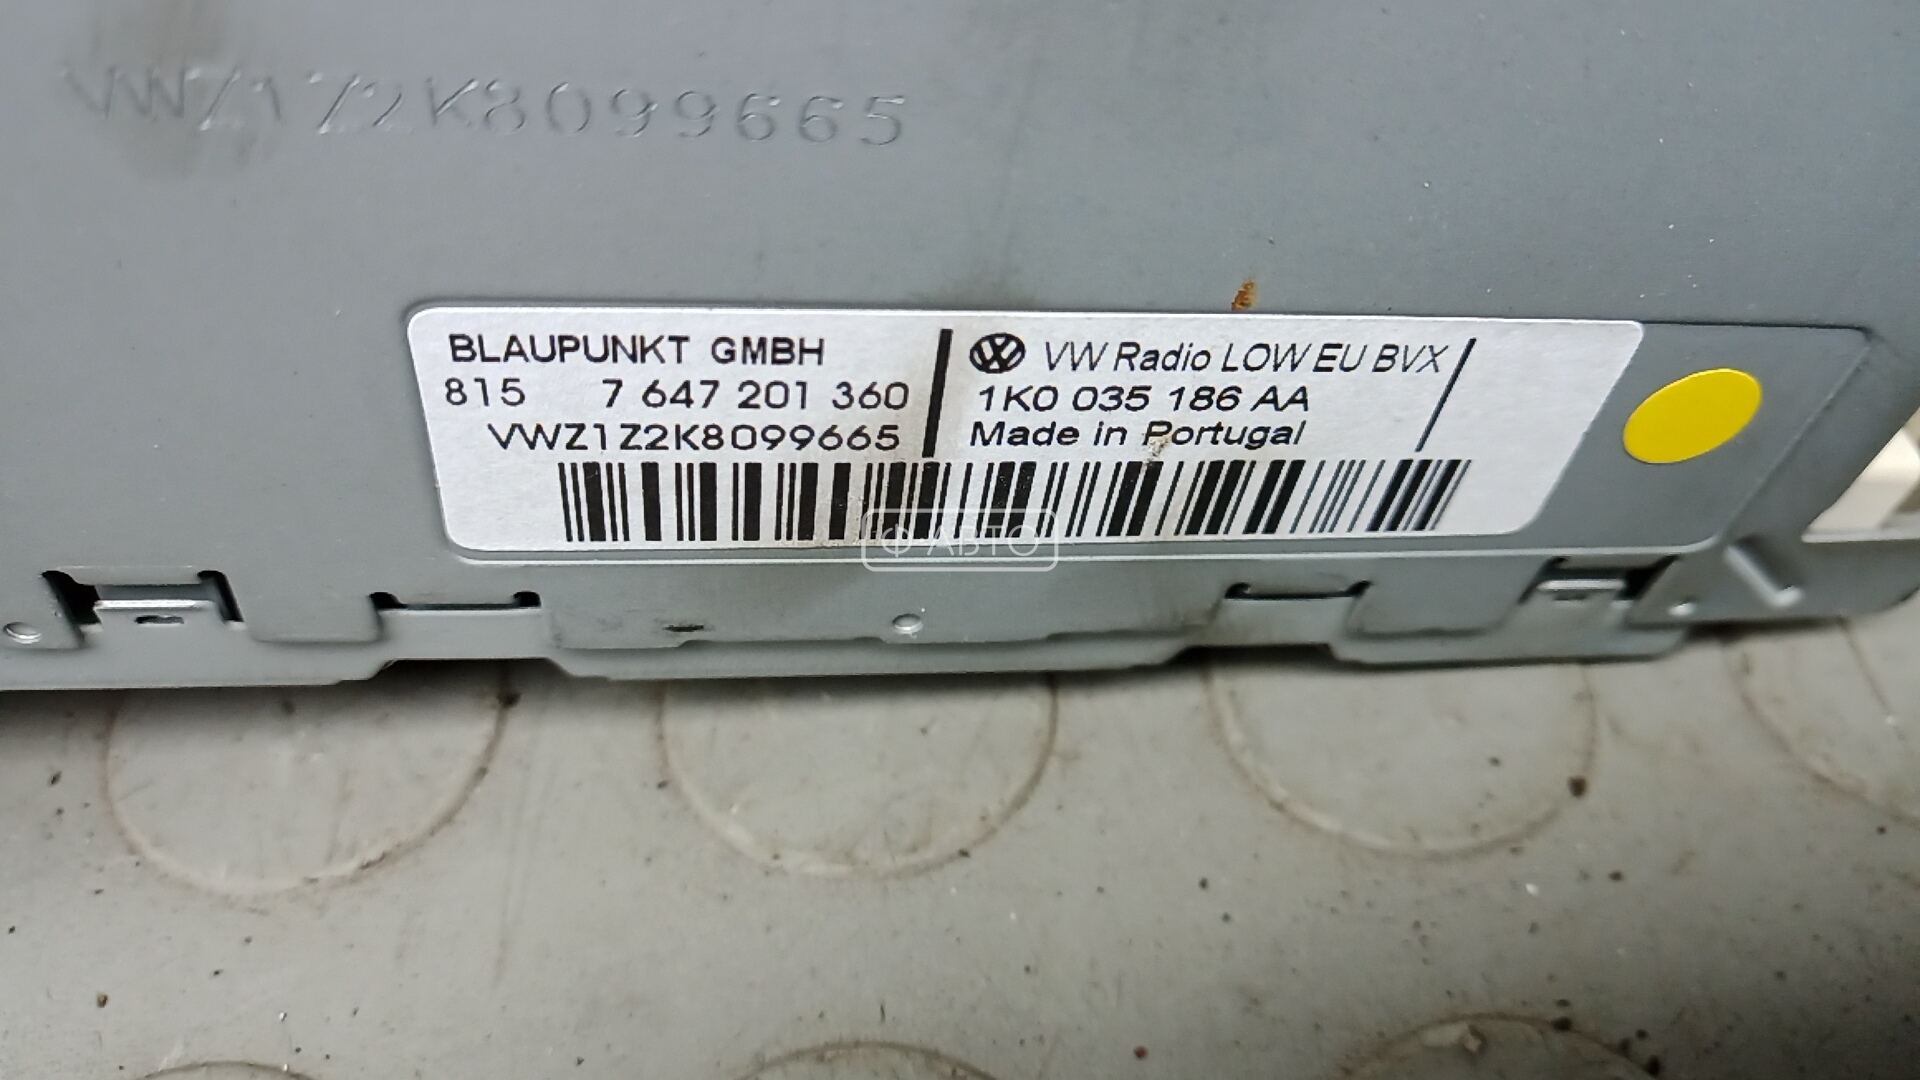 VWZ1Z2K8099665
BLAUPUNKT GMBH
815 7 647 201 360
VWZ1Z2K8099665
VW Radio LOW EU BVX
1K0 035 186 AA
Made in Portugal
Ф-АВТО